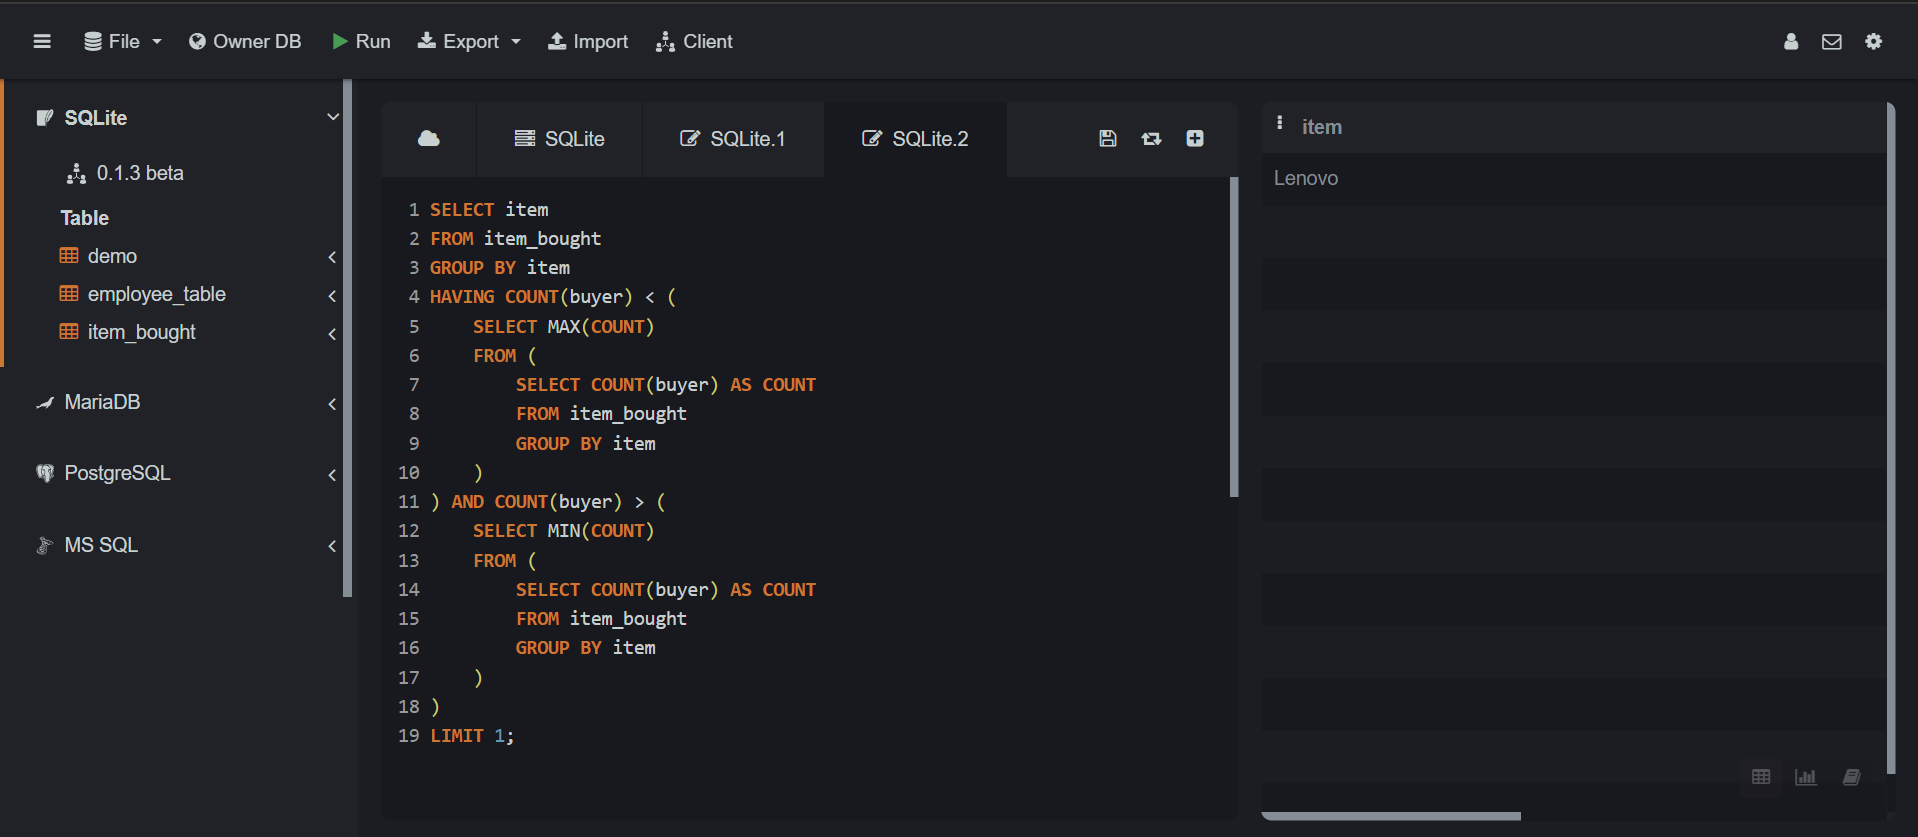 File
Owner DB
Run
Export
Import
Client
SQLite
0.1.3 beta
Table
demo
employee_table
item_bought
MariaDB
PostgreSQL
MS SQL
SQLite
SQLite.1
SQLite.2
1 SELECT item
2 FROM item_bought
3 GROUP BY item
4 HAVING COUNT(buyer) < (
5 SELECT MAX(COUNT)
6 FROM (
7 SELECT COUNT(buyer) AS COUNT
8 FROM item_bought
9 GROUP BY item
10 )
11 ) AND COUNT(buyer) > (
12 SELECT MIN(COUNT)
13 FROM (
14 SELECT COUNT(buyer) AS COUNT
15 FROM item_bought
16 GROUP BY item
17 )
18 )
19 LIMIT 1;
item
Lenovo